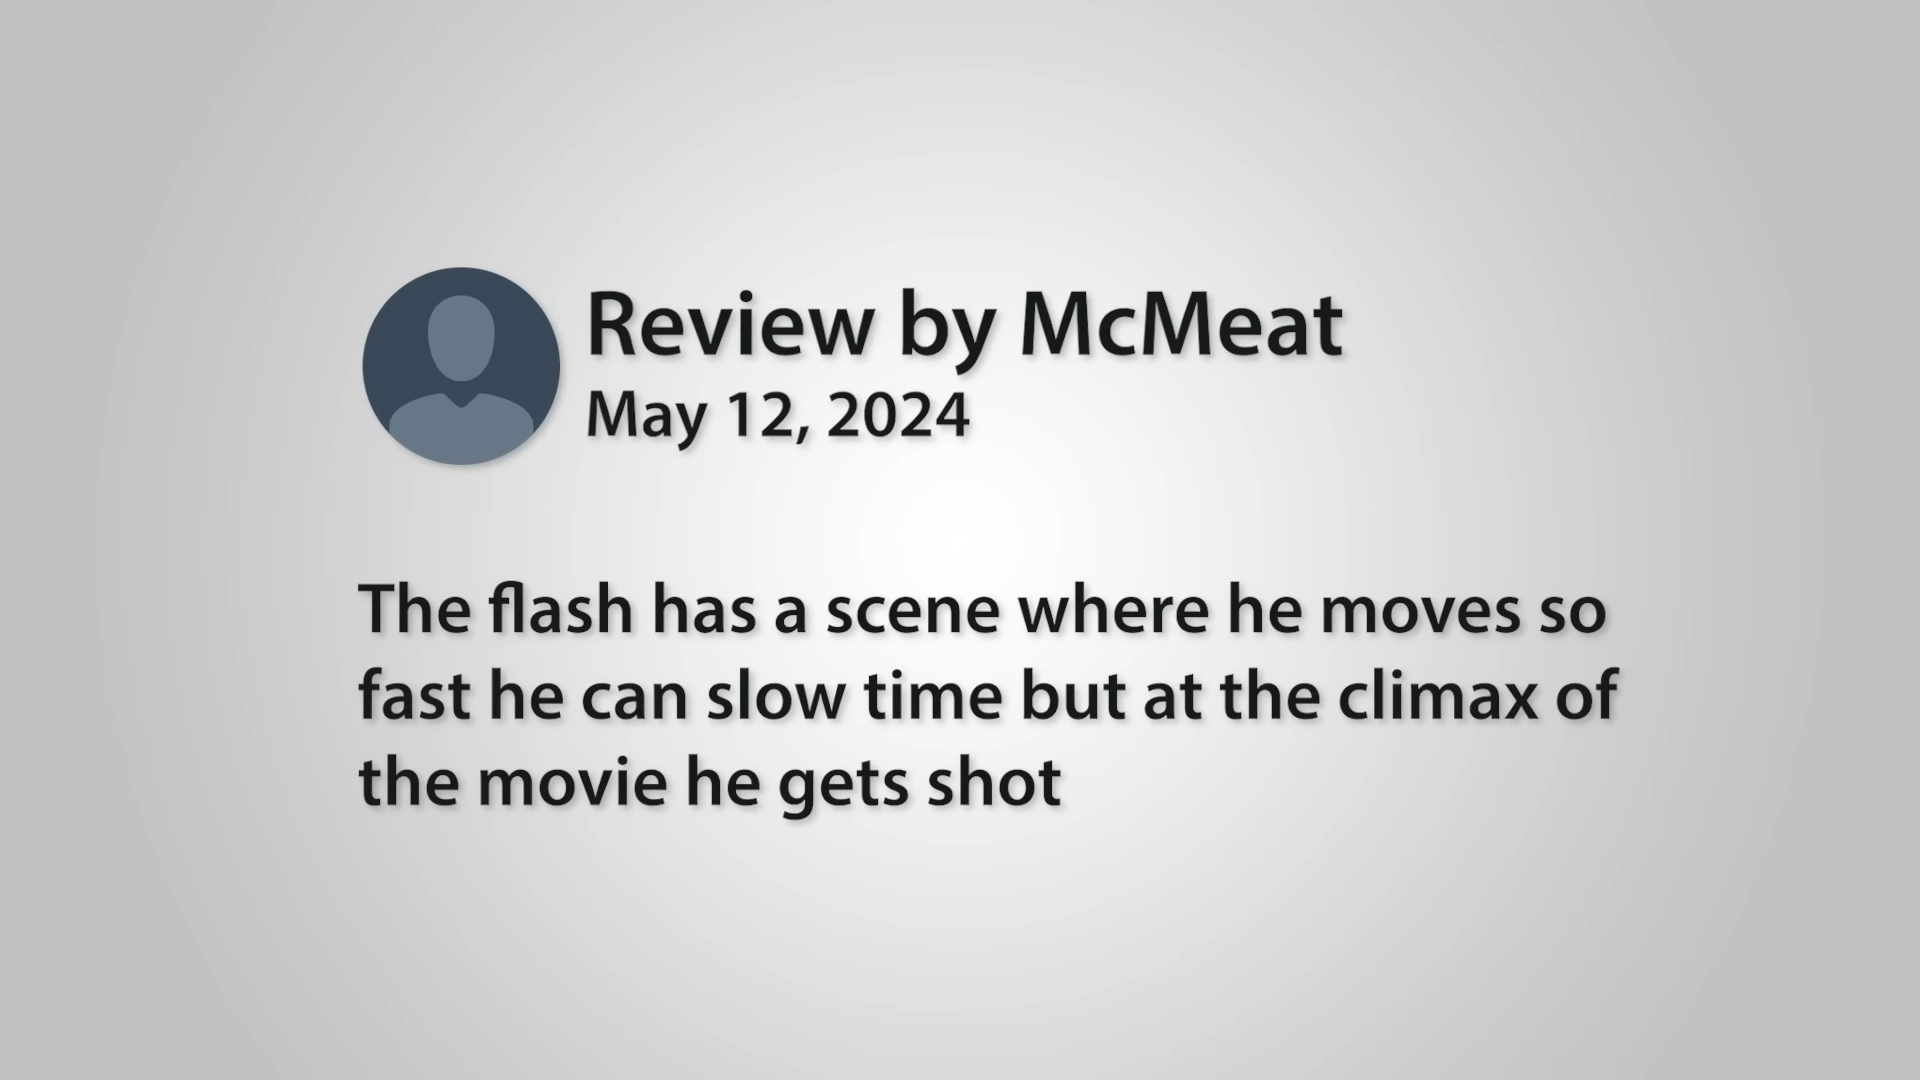 Review by McMeat
May 12, 2024
The flash has a scene where he moves so
fast he can slow time but at the climax of
the movie he gets shot